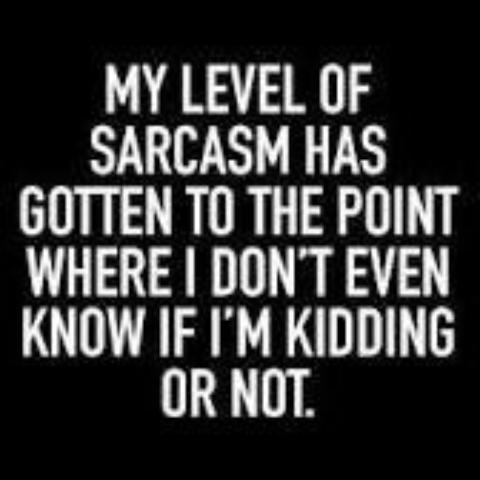 MY LEVEL OF
SARCASM HAS
GOTTEN TO THE POINT
WHERE I DON'T EVEN
KNOW IF I'M KIDDING
OR NOT.